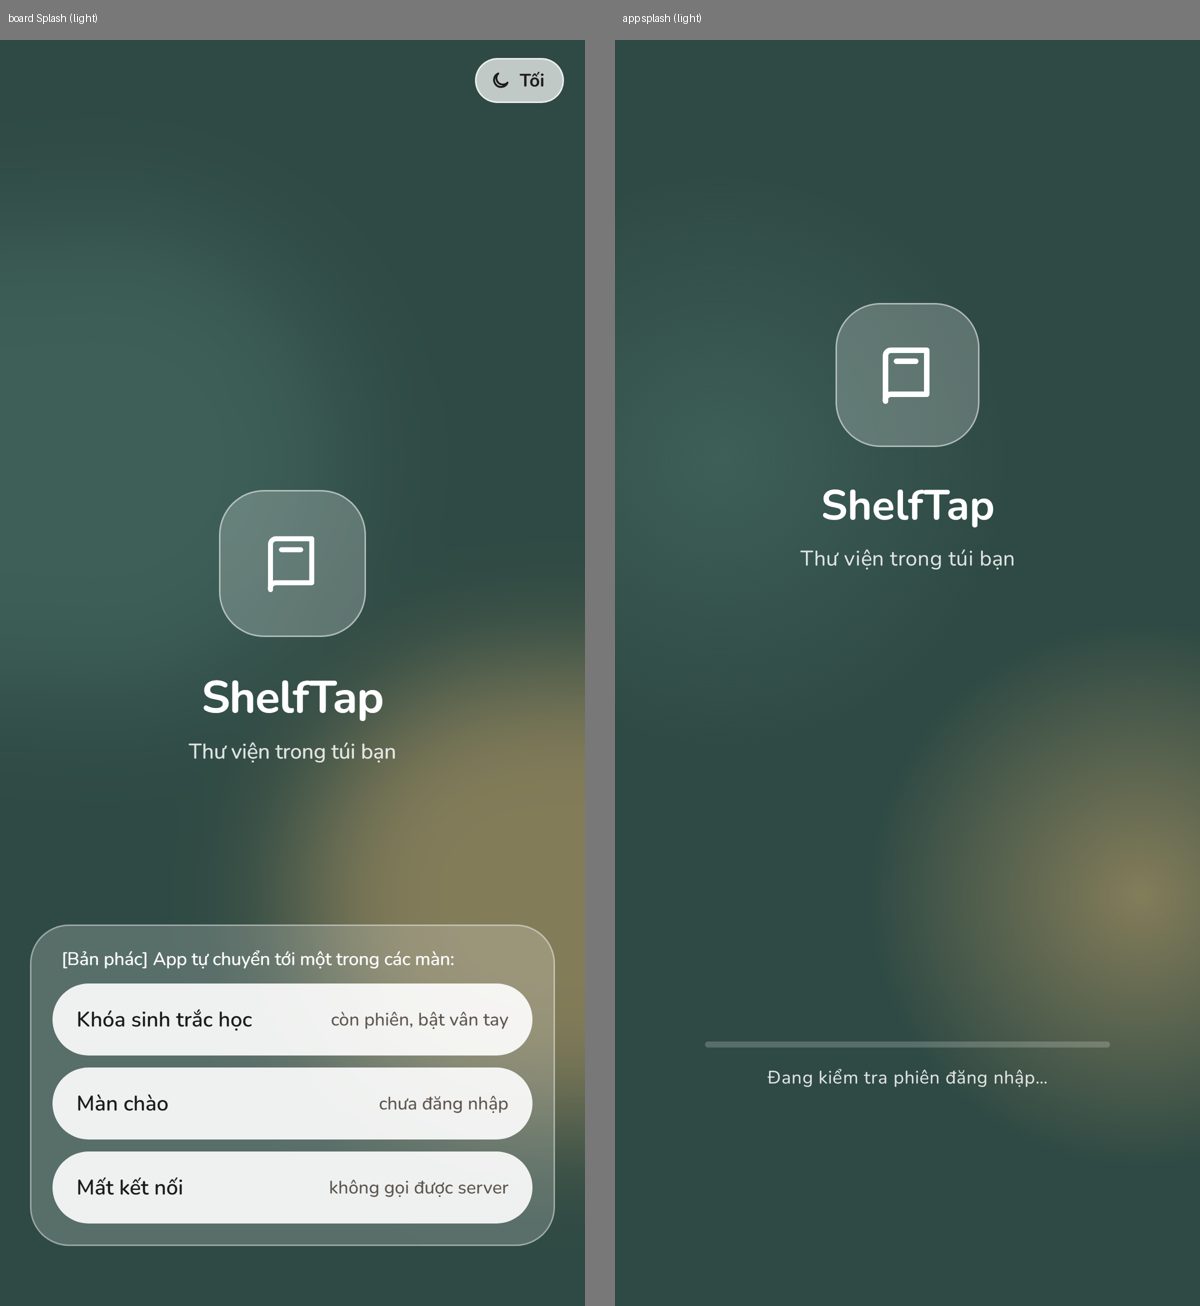 board Splash (light)
Tối
ShelfTap
Thư viện trong túi bạn
[Bản phác] App tự chuyển tới một trong các màn:
Khóa sinh trắc học còn phiên, bật vân tay
Màn chào chưa đăng nhập
Mất kết nối không gọi được server
app splash (light)
ShelfTap
Thư viện trong túi bạn
Đang kiểm tra phiên đăng nhập...